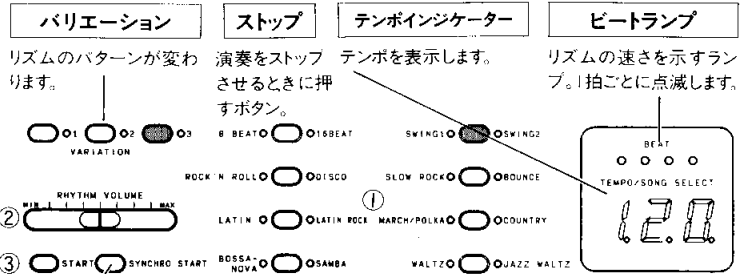 バリエーション
リズムのパターンが変わ
ります。
ストップ
演奏をストップ
させるときに押
すボタン。
テンポインジケーター
テンポを表示します。
ビートランプ
リズムの速さを示すラン
プ。1拍ごとに点滅します。
1 2 3
VARIATION
② MIN RHYTHM VOLUME MAX
③ START SYNCHRO START
①
8 BEAT 16BEAT
ROCK'N ROLL DISCO
LATIN LATIN ROCK
BOSSA-NOVA SAMBA
SWING1 SWING2
SLOW ROCK BOUNCE
MARCH/POLKA COUNTRY
WALTZ JAZZ WALTZ
BEAT
TEMPO/SONG SELECT
1.2.0.